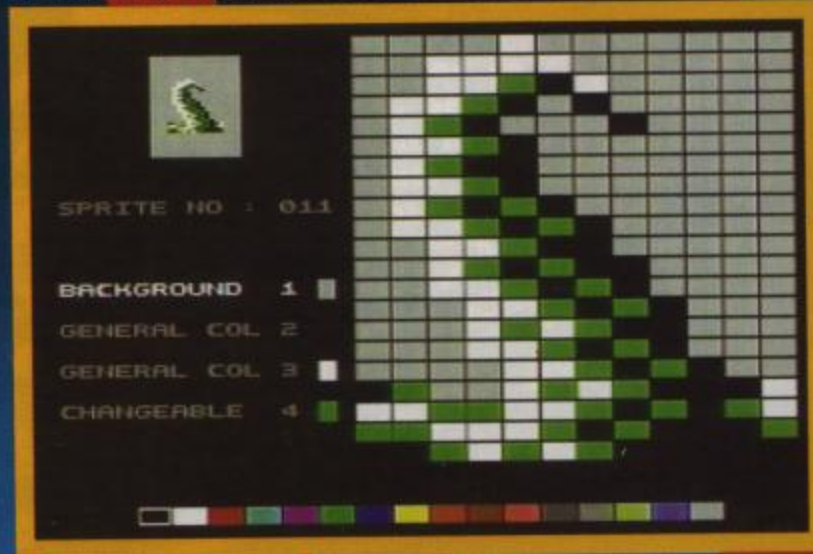 SPRITE NO : 011
BACKGROUND 1
GENERAL COL 2
GENERAL COL 3
CHANGEABLE 4